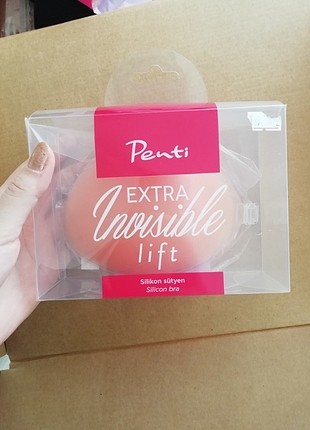 Penti
EXTRA
Invisible
lift
Silikon sütyen
Silicon bra